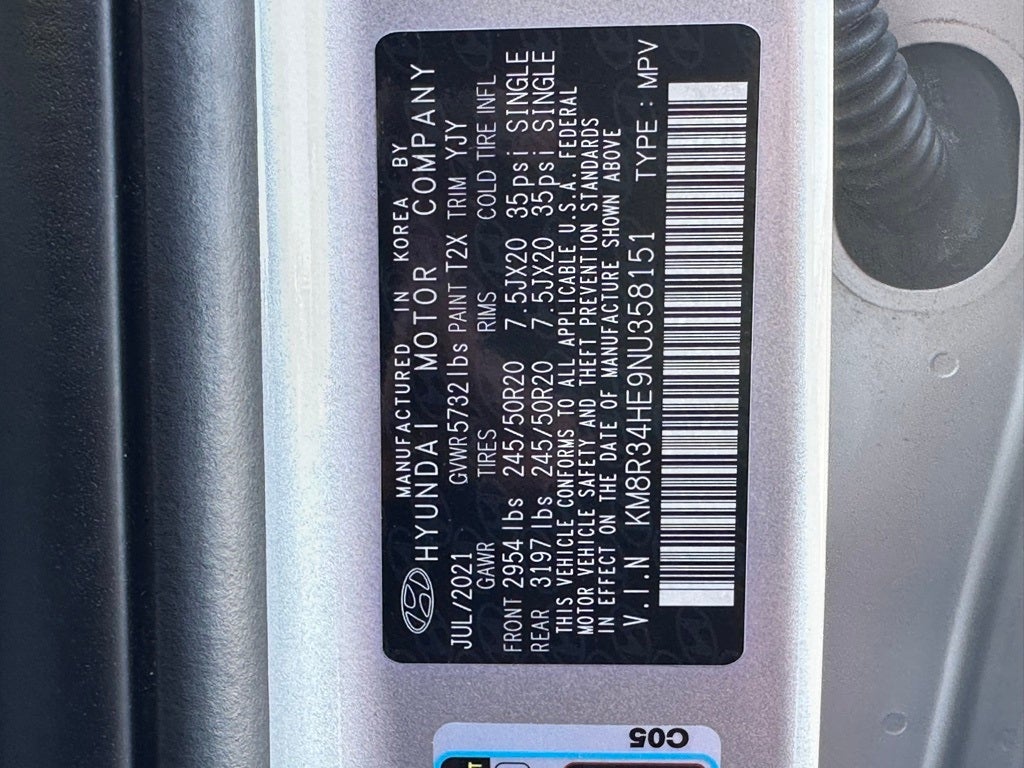 MANUFACTURED IN KOREA BY
HYUNDAI MOTOR COMPANY
JUL/2021 GVWR 5732 lbs PAINT T2X TRIM YJY
GAWR TIRES RIMS COLD TIRE INFL
FRONT 2954 lbs 245/50R20 7.5JX20 35psi SINGLE
REAR 3197 lbs 245/50R20 7.5JX20 35psi SINGLE
THIS VEHICLE CONFORMS TO ALL APPLICABLE U.S.A. FEDERAL
MOTOR VEHICLE SAFETY AND THEFT PREVENTION STANDARDS
IN EFFECT ON THE DATE OF MANUFACTURE SHOWN ABOVE
V.I.N KM8R34HE9NU358151 TYPE : MPV
C05